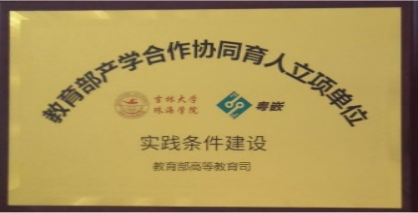 教育部产学合作协同育人立项单位
吉林大学
珠海学院
粤嵌
实践条件建设
教育部高等教育司